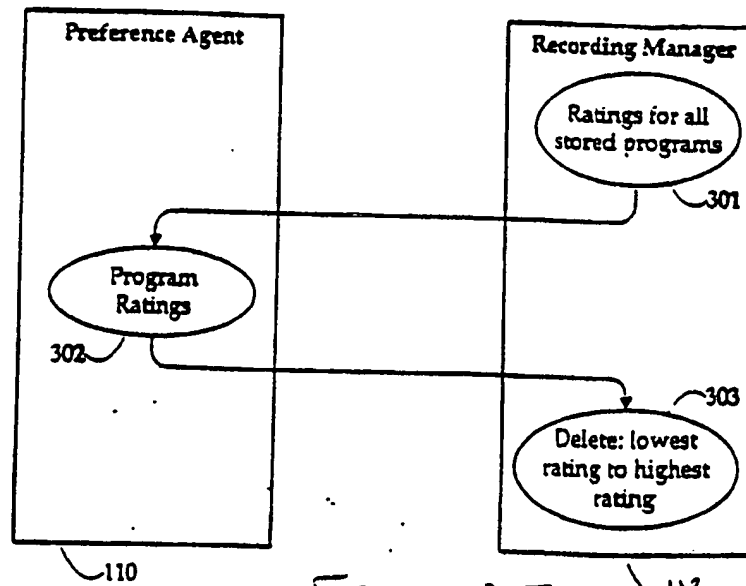 Preference Agent
Recording Manager
Ratings for all
stored programs
301
Program
Ratings
302
303
Delete: lowest
rating to highest
rating
110